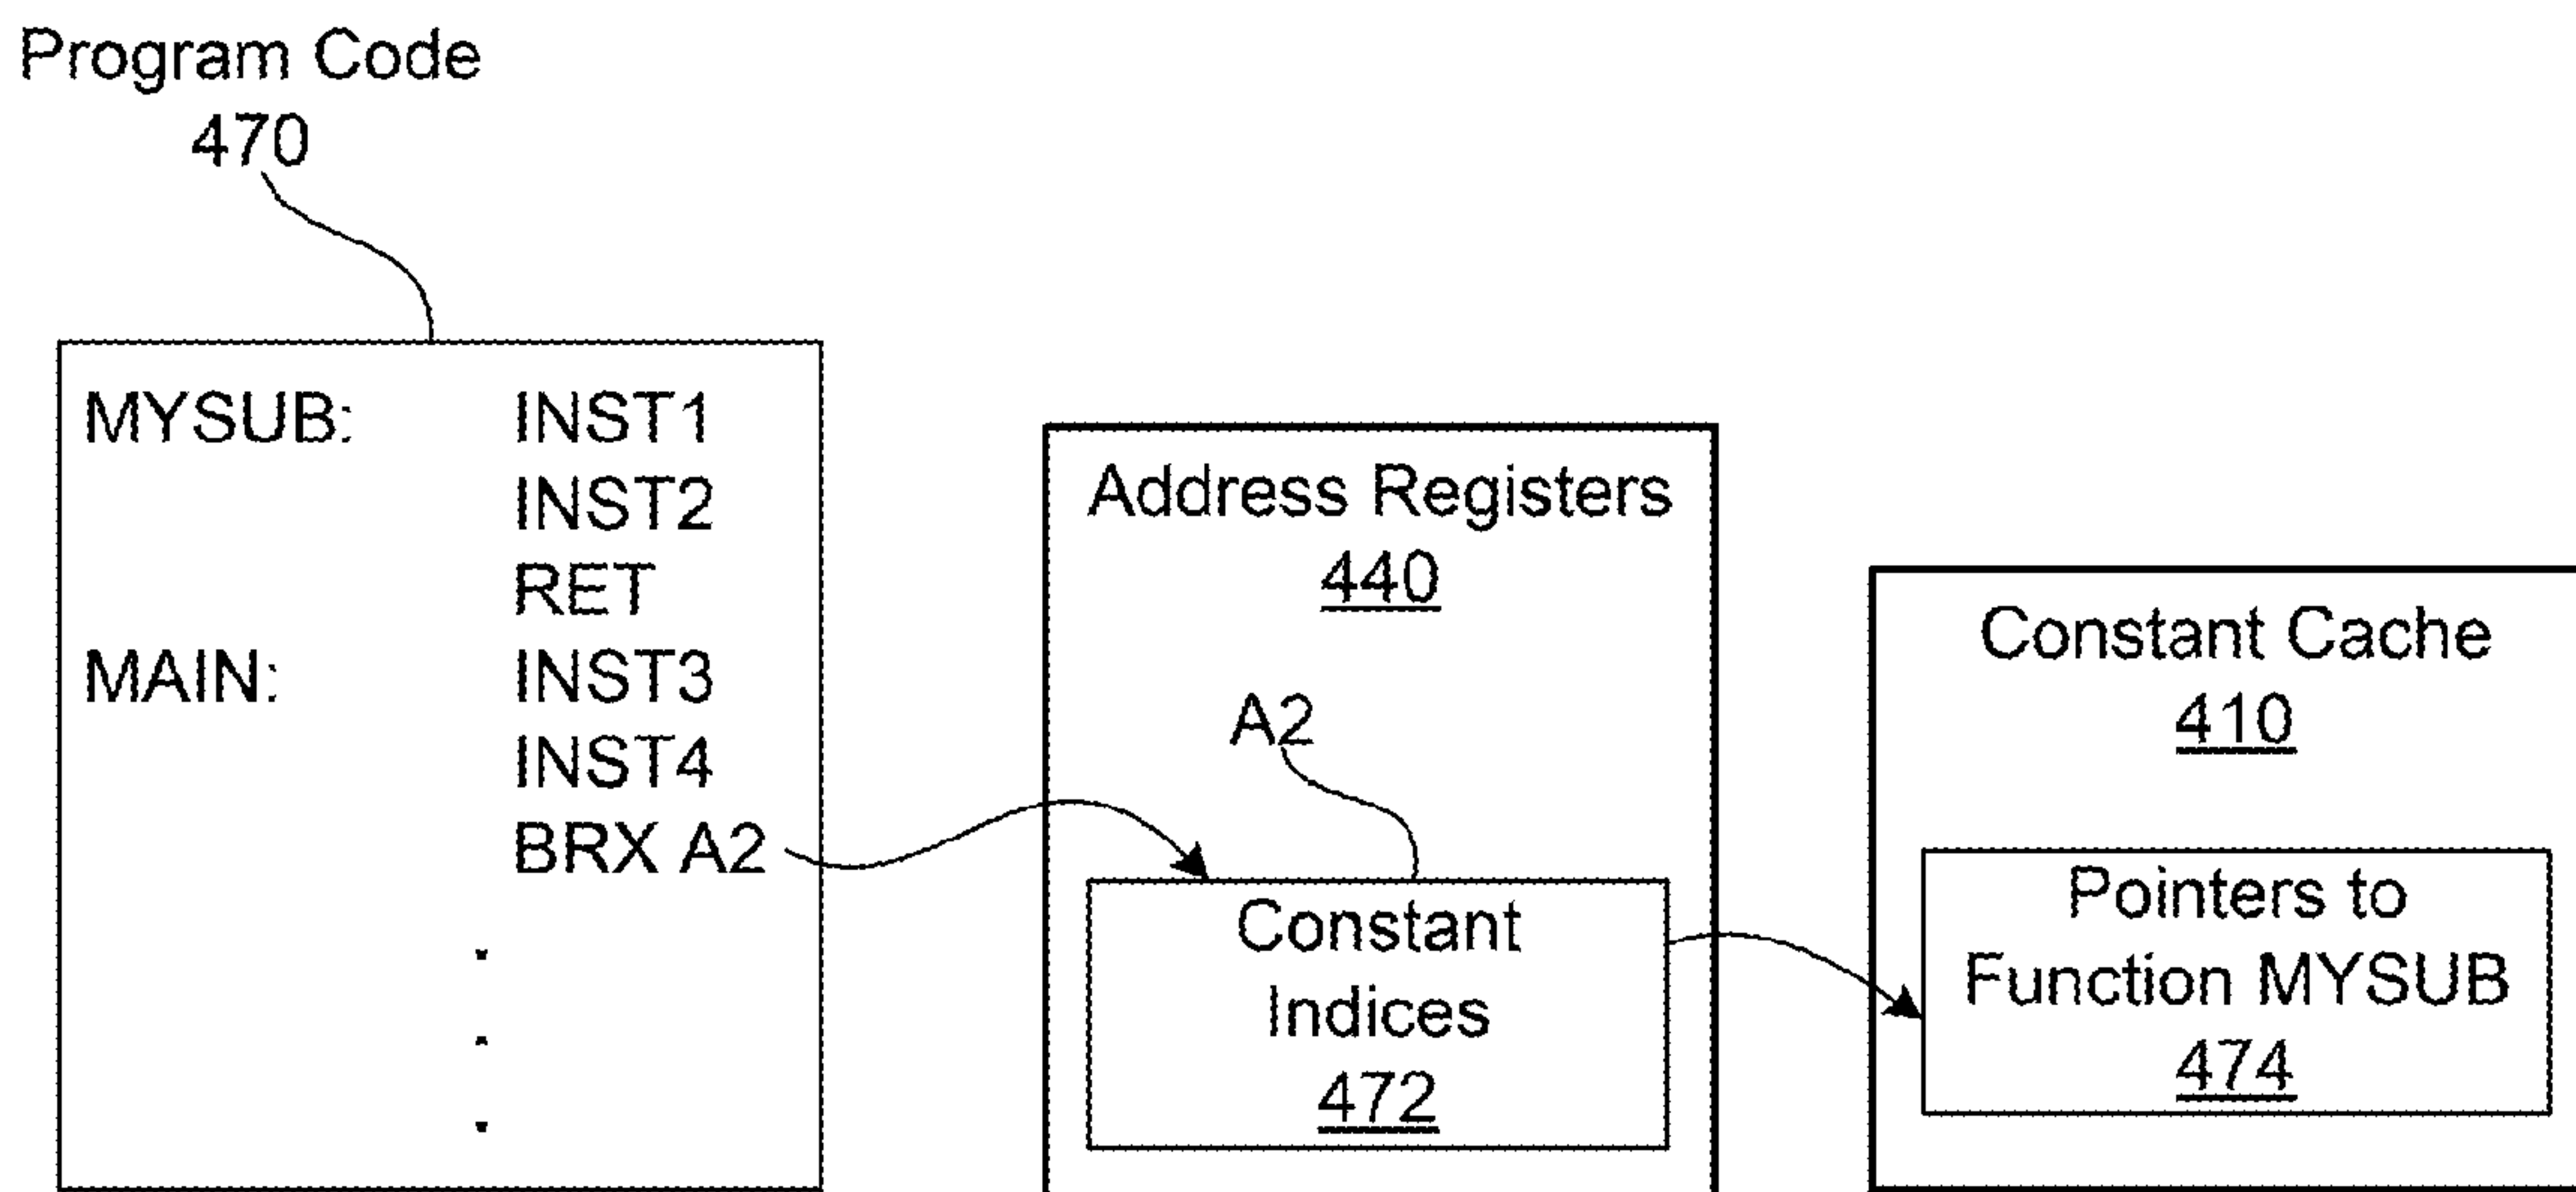 Program Code
470
MYSUB: INST1
INST2
RET
MAIN: INST3
INST4
BRX A2
.
.
.
Address Registers
440
A2
Constant
Indices
472
Constant Cache
410
Pointers to
Function MYSUB
474